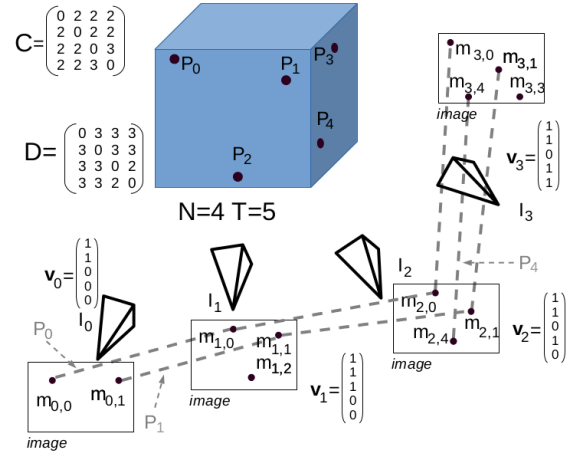 C= 0 2 2 2
2 0 2 2
2 2 0 3
2 2 3 0
D= 0 3 3 3
3 0 3 3
3 3 0 2
3 3 2 0
P0
P1
P3
P4
P2
N=4 T=5
m3,0
m3,1
m3,4
m3,3
image
v3= 1 1 0 1 1
I3
P4
v0= 1 1 0 0 0
I0
I1
I2
P0
m2,0
m2,1
m2,4
image
v2= 1 1 0 1 0
m1,0
m1,1
m1,2
image
v1= 1 1 1 0 0
m0,0
m0,1
image
P1